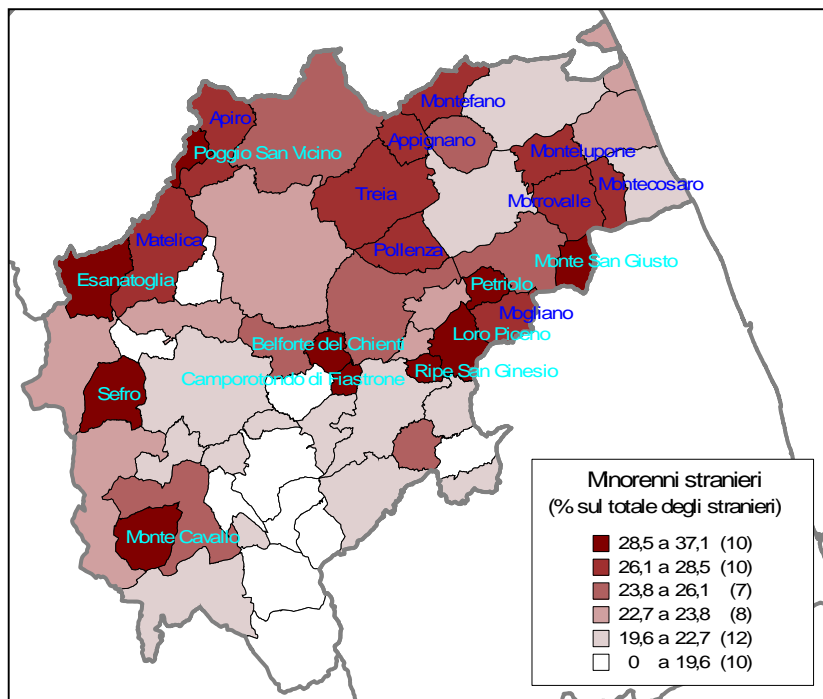 Montefano
Apiro
Appignano
Poggio San Vicino
Montelupone
Montecosaro
Treia
Morrovalle
Matelica
Pollenza
Monte San Giusto
Esanatoglia
Petriolo
Mogliano
Loro Piceno
Belforte del Chienti
Ripe San Ginesio
Camporotondo di Fiastrone
Sefro
Monte Cavallo
Minorenni stranieri
(% sul totale degli stranieri)
28,5 a 37,1 (10)
26,1 a 28,5 (10)
23,8 a 26,1 (7)
22,7 a 23,8 (8)
19,6 a 22,7 (12)
0 a 19,6 (10)